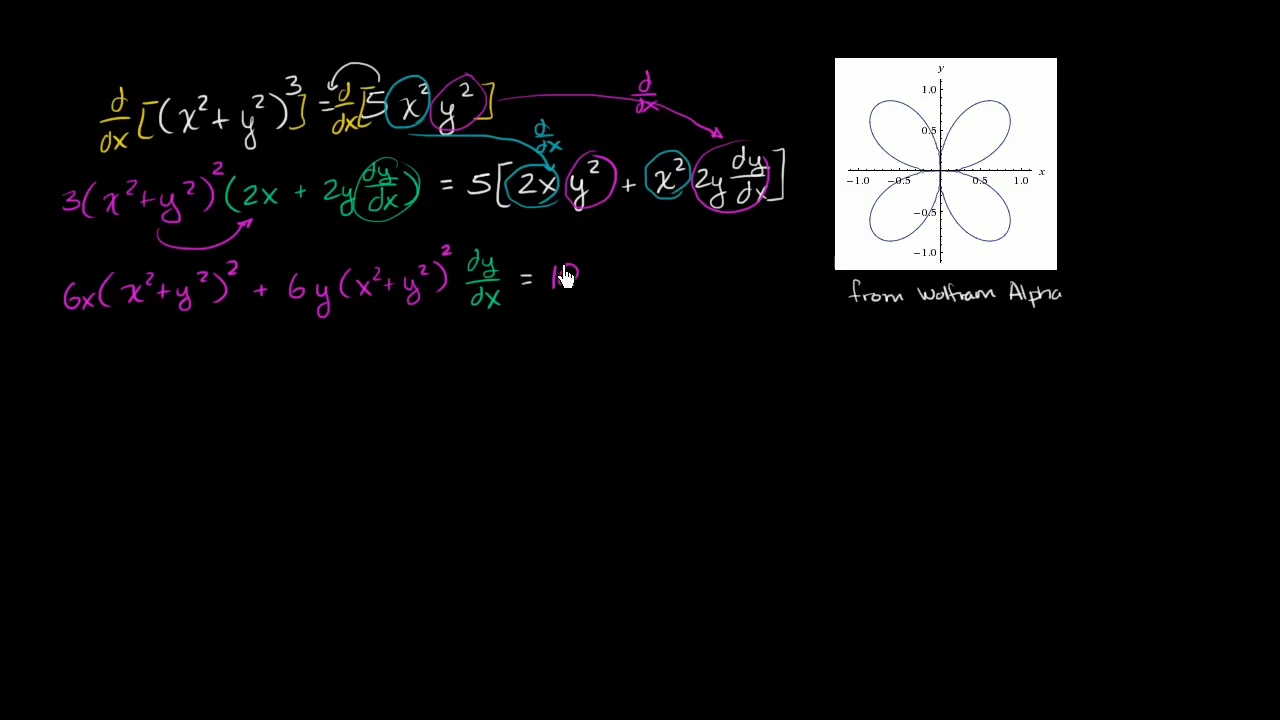 d/dx [(x² + y²)³] = d/dx [5 x² y²]
d/dx
d/dx
3(x² + y²)² (2x + 2y dy/dx) = 5[2x y² + x² 2y dy/dx]
6x(x² + y²)² + 6y(x² + y²)² dy/dx = 10
y
1.0
0.5
−1.0 −0.5 0.5 1.0 x
−0.5
−1.0
from Wolfram Alpha